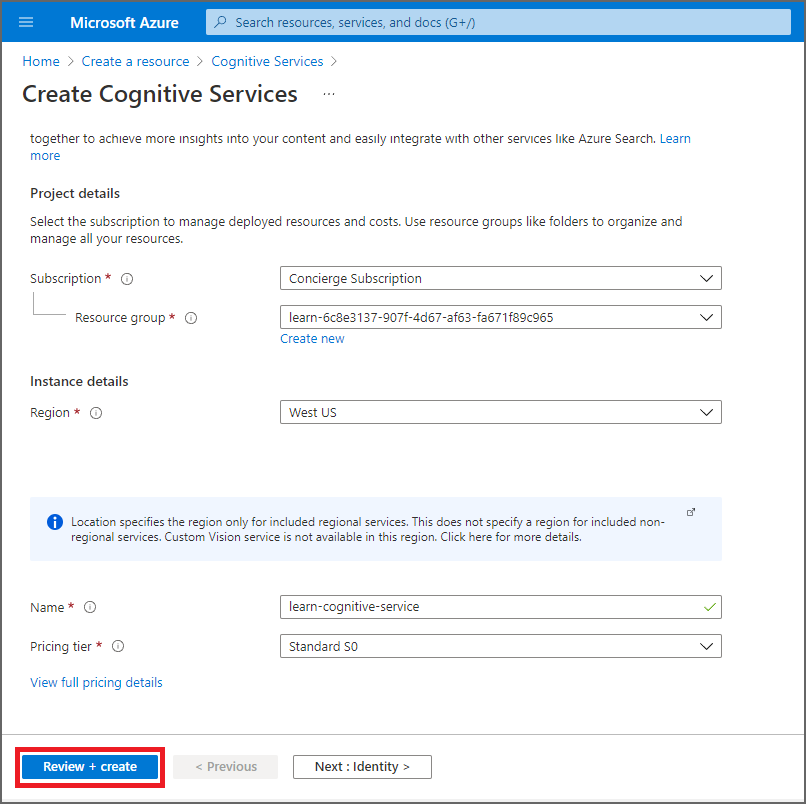 Microsoft Azure
Search resources, services, and docs (G+/)
Home > Create a resource > Cognitive Services >
Create Cognitive Services ...
together to achieve more insights into your content and easily integrate with other services like Azure Search. Learn
more
Project details
Select the subscription to manage deployed resources and costs. Use resource groups like folders to organize and
manage all your resources.
Subscription * Concierge Subscription
Resource group * learn-6c8e3137-907f-4d67-af63-fa671f89c965
Create new
Instance details
Region * West US
Location specifies the region only for included regional services. This does not specify a region for included non-
regional services. Custom Vision service is not available in this region. Click here for more details.
Name * learn-cognitive-service
Pricing tier * Standard S0
View full pricing details
Review + create < Previous Next : Identity >